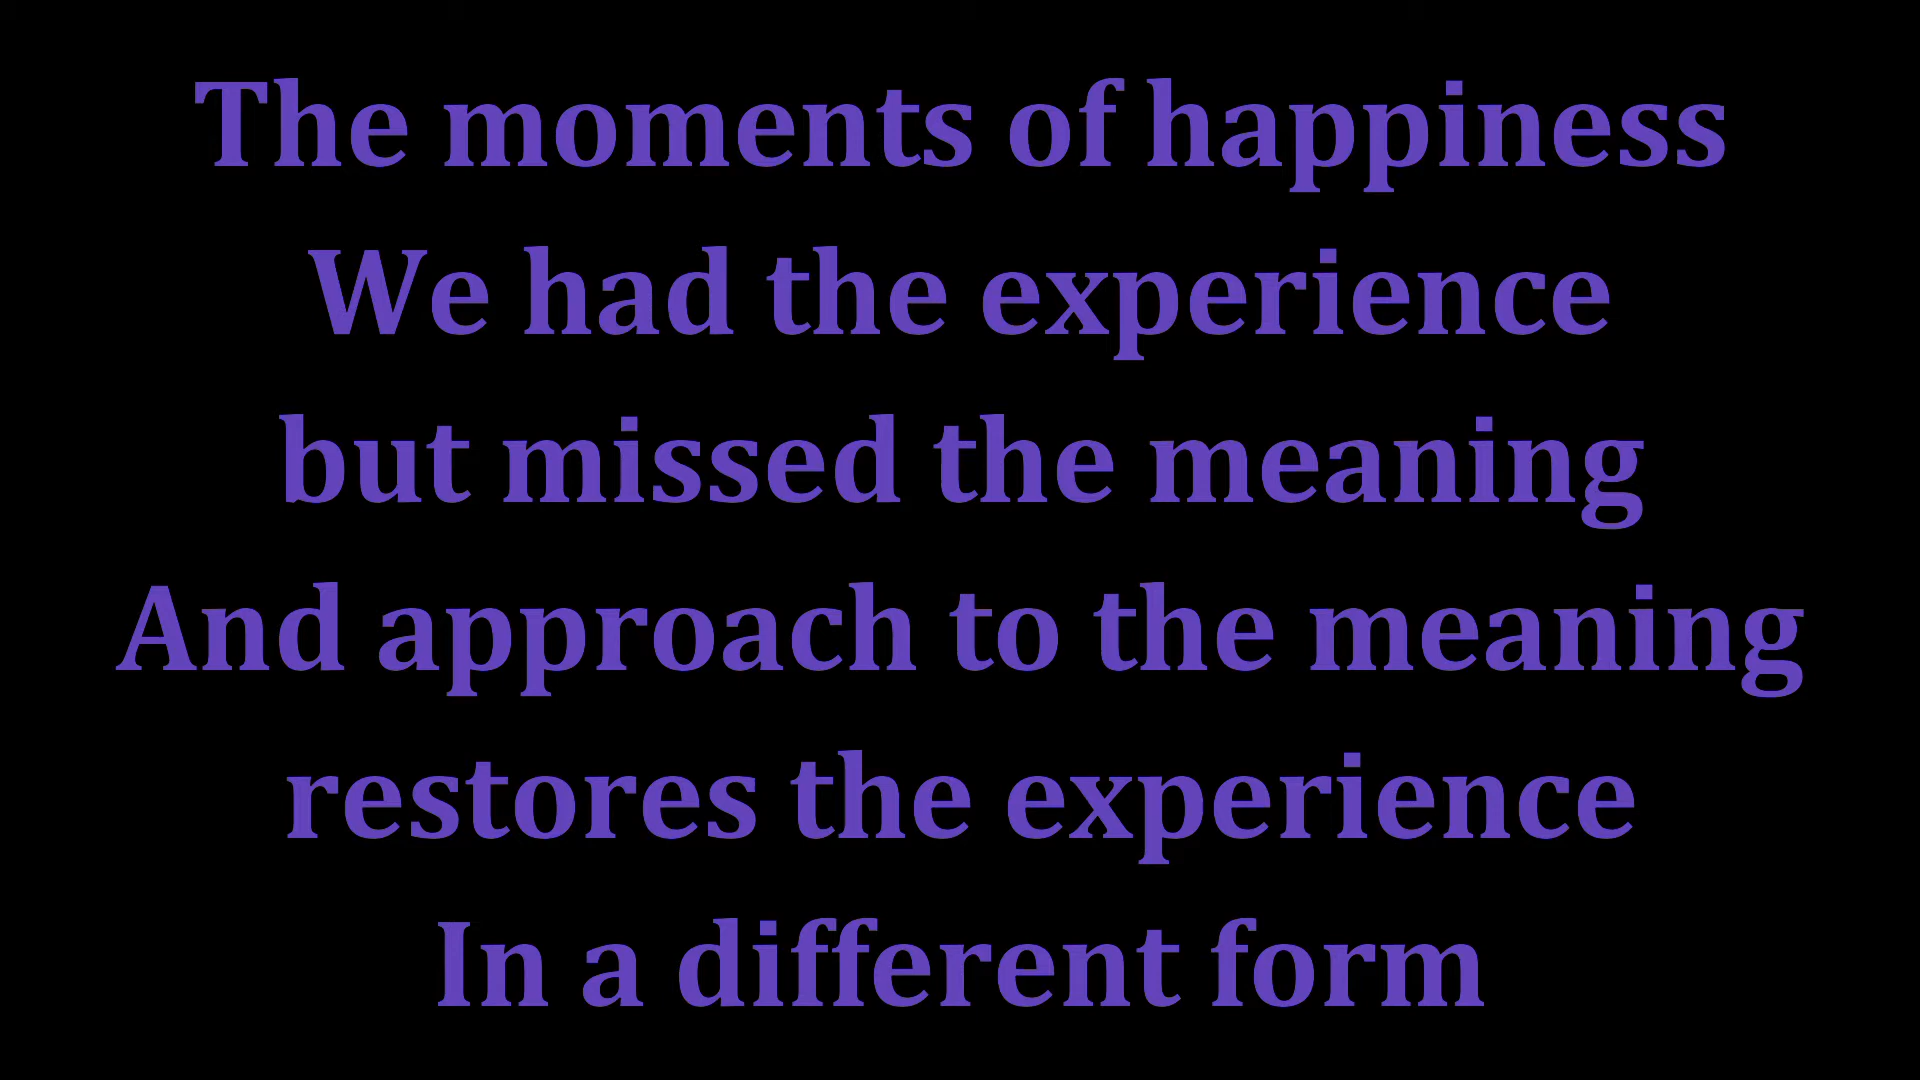 The moments of happiness
We had the experience
but missed the meaning
And approach to the meaning
restores the experience
In a different form